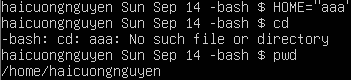 haicuongnguyen Sun Sep 14 -bash $ HOME="aaa"
haicuongnguyen Sun Sep 14 -bash $ cd
-bash: cd: aaa: No such file or directory
haicuongnguyen Sun Sep 14 -bash $ pwd
/home/haicuongnguyen